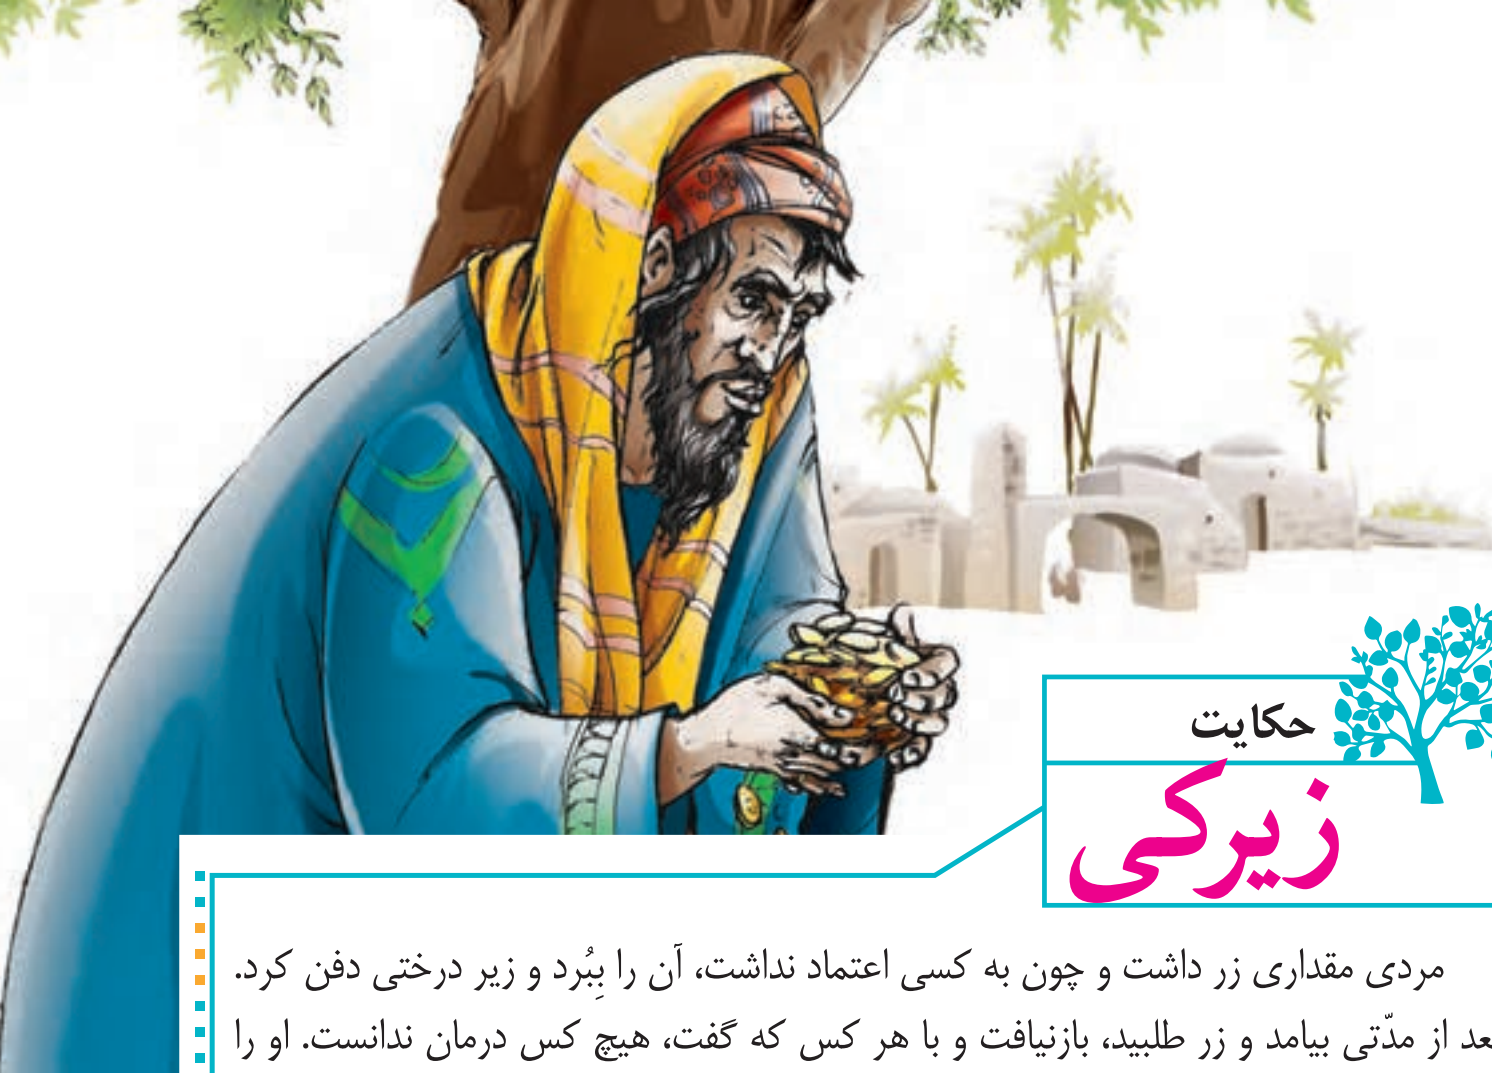 حکایت
زیرکی
مردی مقداری زر داشت و چون به کسی اعتماد نداشت، آن را بِبُرد و زیر درختی دفن کرد.
از مدّتی بیامد و زر طلبید، بازنیافت و با هر کس که گفت، هیچ کس درمان ندانست. او را